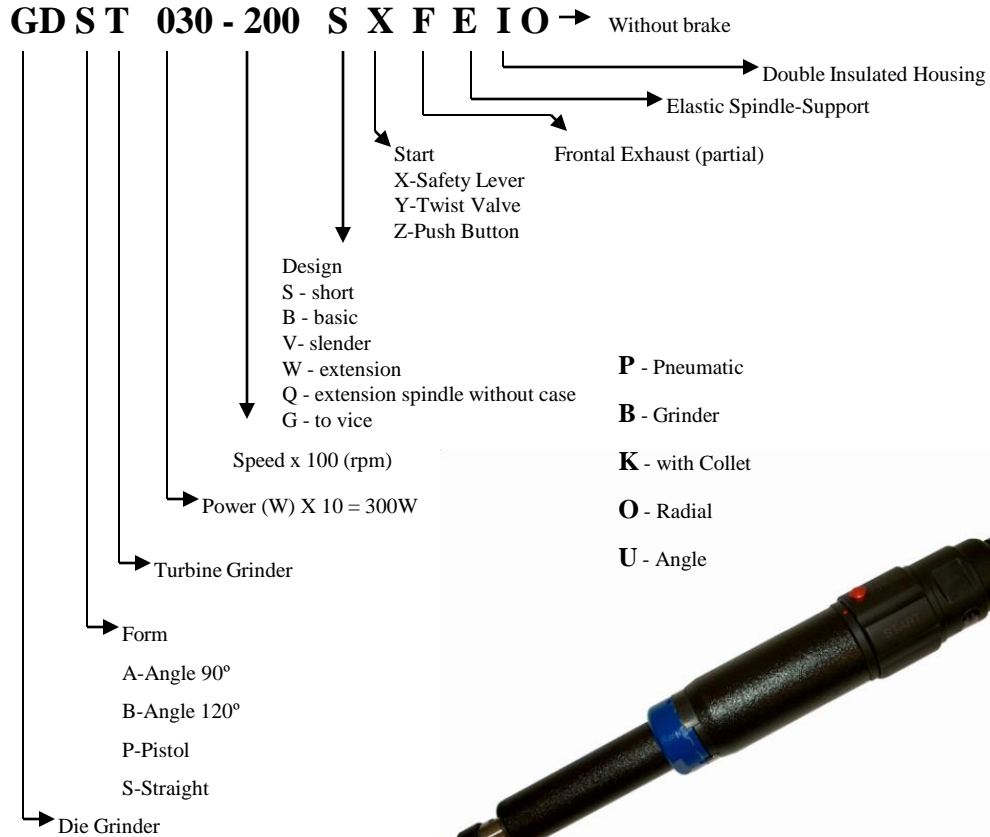 GD S T 030 - 200 S X F E I O
Without brake
Double Insulated Housing
Elastic Spindle-Support
Frontal Exhaust (partial)
Start
X-Safety Lever
Y-Twist Valve
Z-Push Button
Design
S - short
B - basic
V- slender
W - extension
Q - extension spindle without case
G - to vice
Speed x 100 (rpm)
Power (W) X 10 = 300W
Turbine Grinder
Form
A-Angle 90º
B-Angle 120º
P-Pistol
S-Straight
Die Grinder
P - Pneumatic
B - Grinder
K - with Collet
O - Radial
U - Angle
START